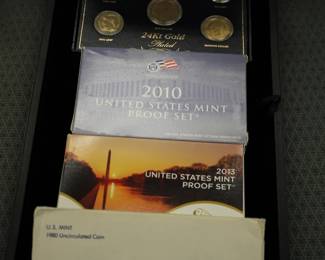 24Kt Gold
Plated
2010
UNITED STATES MINT
PROOF SET
2013
UNITED STATES MINT
PROOF SET
U.S. MINT
1980 Uncirculated Coin